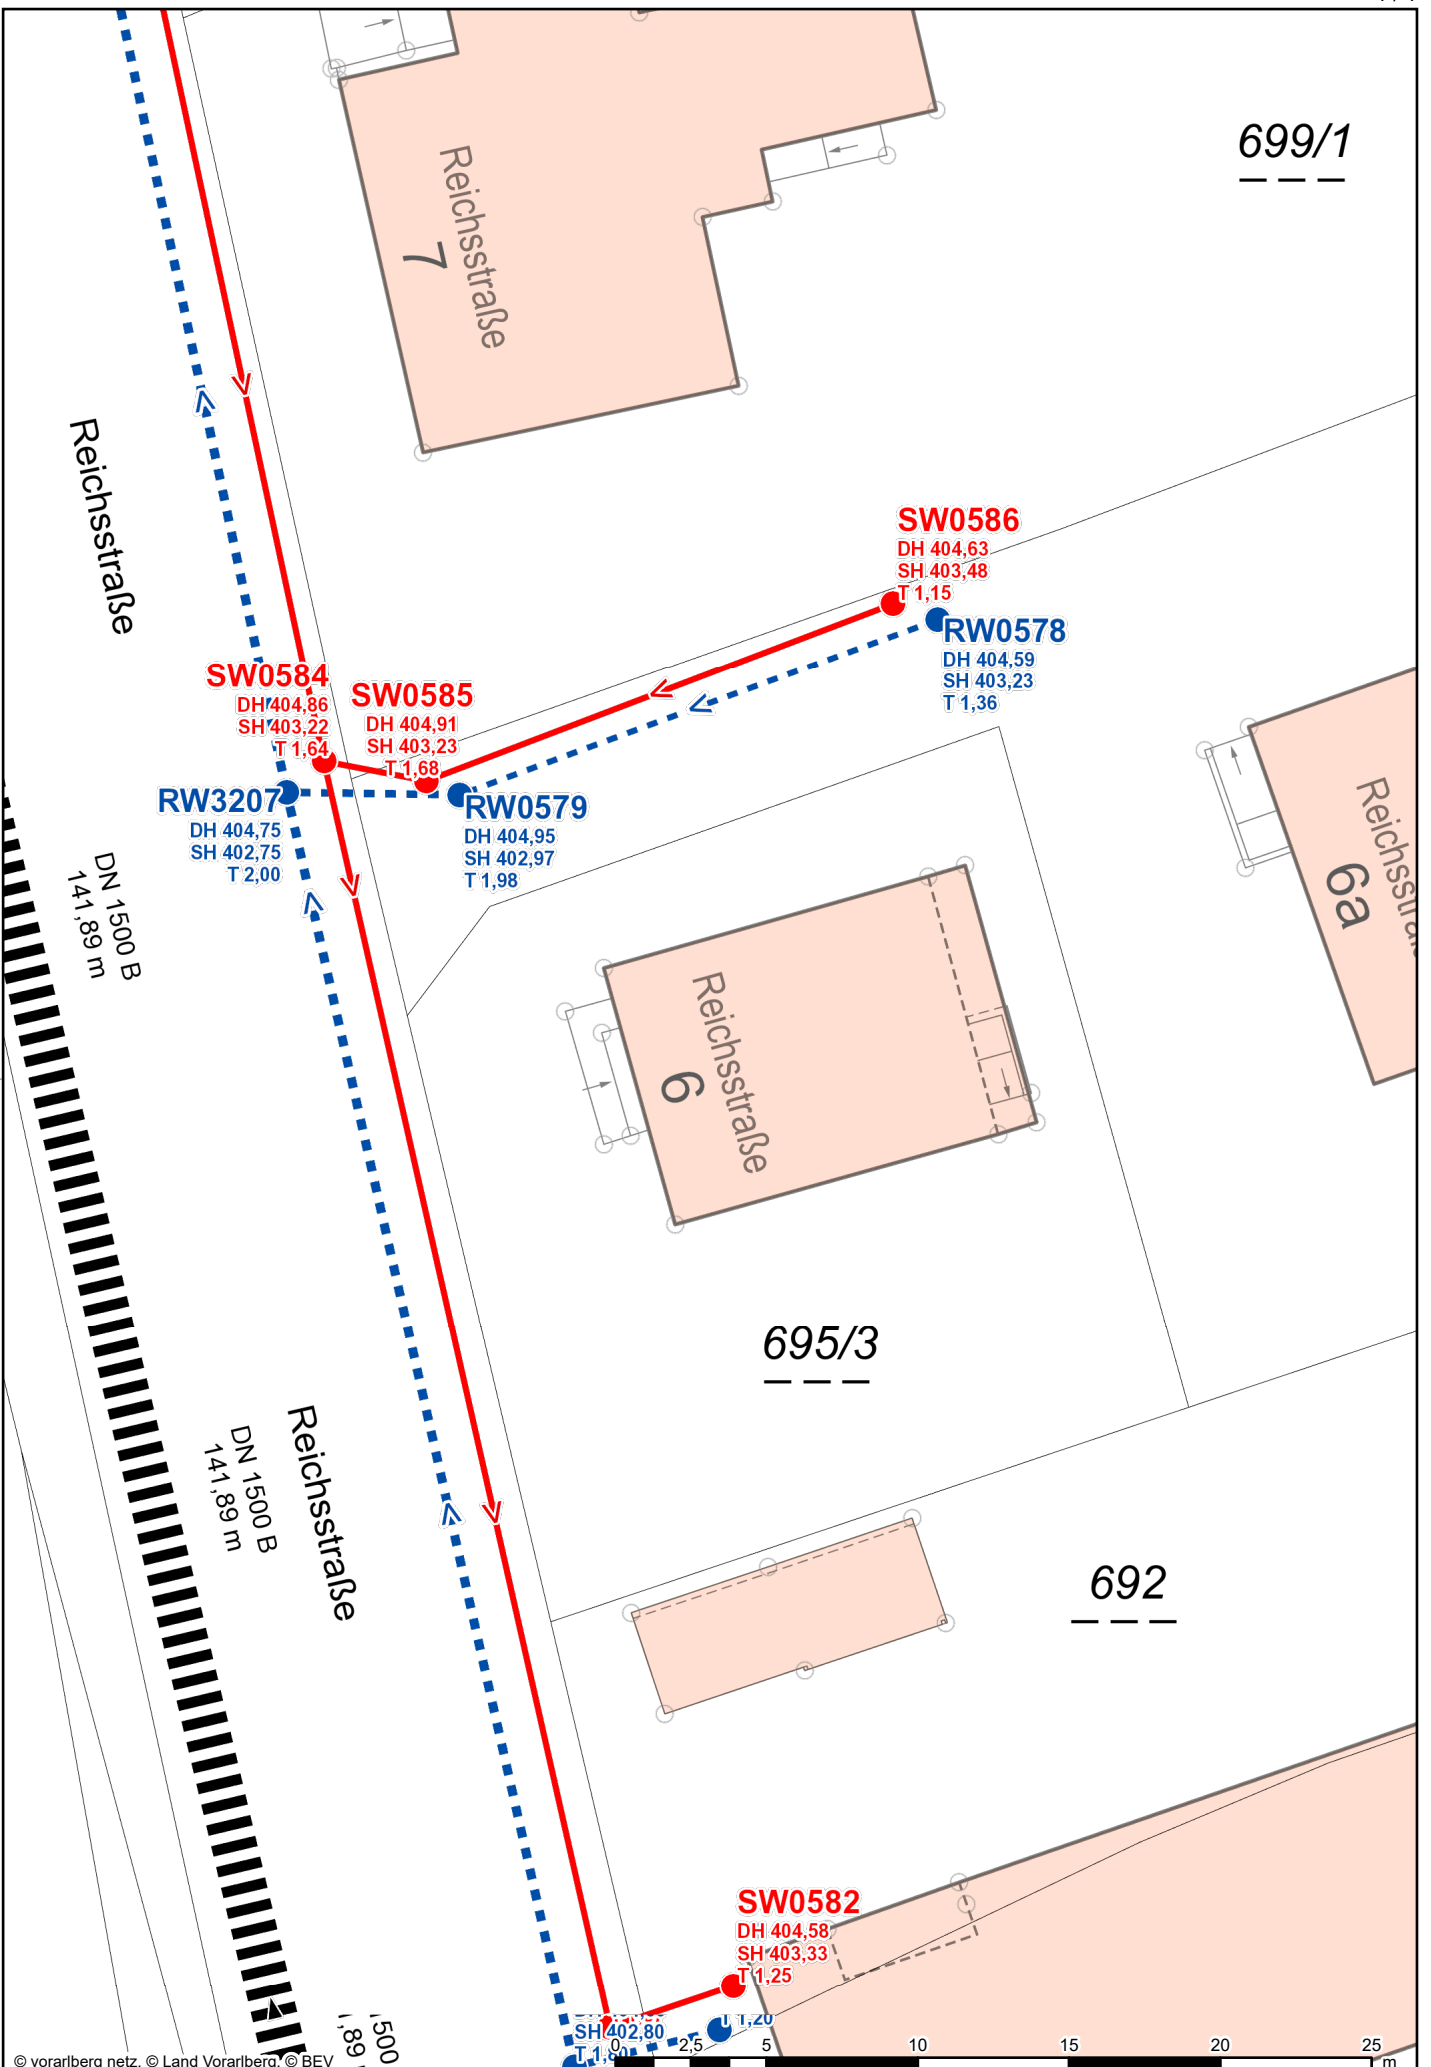 699/1
Reichsstraße
7
Reichsstraße
SW0586
DH 404,63
SH 403,48
T 1,15
RW0578
DH 404,59
SH 403,23
T 1,36
SW0584
DH 404,86
SH 403,22
T 1,64
SW0585
DH 404,91
SH 403,23
T 1,68
RW3207
DH 404,75
SH 402,75
T 2,00
RW0579
DH 404,95
SH 402,97
T 1,98
DN 1500 B
141,89 m
6a
Reichsstraße
6
695/3
Reichsstraße
DN 1500 B
141,89 m
692
SW0582
DH 404,58
SH 403,33
T 1,25
T 1,20
SH 402,80
T 1,80
0
2,5
5
10
15
20
25
m
© vorarlberg netz, © Land Vorarlberg, © BEV